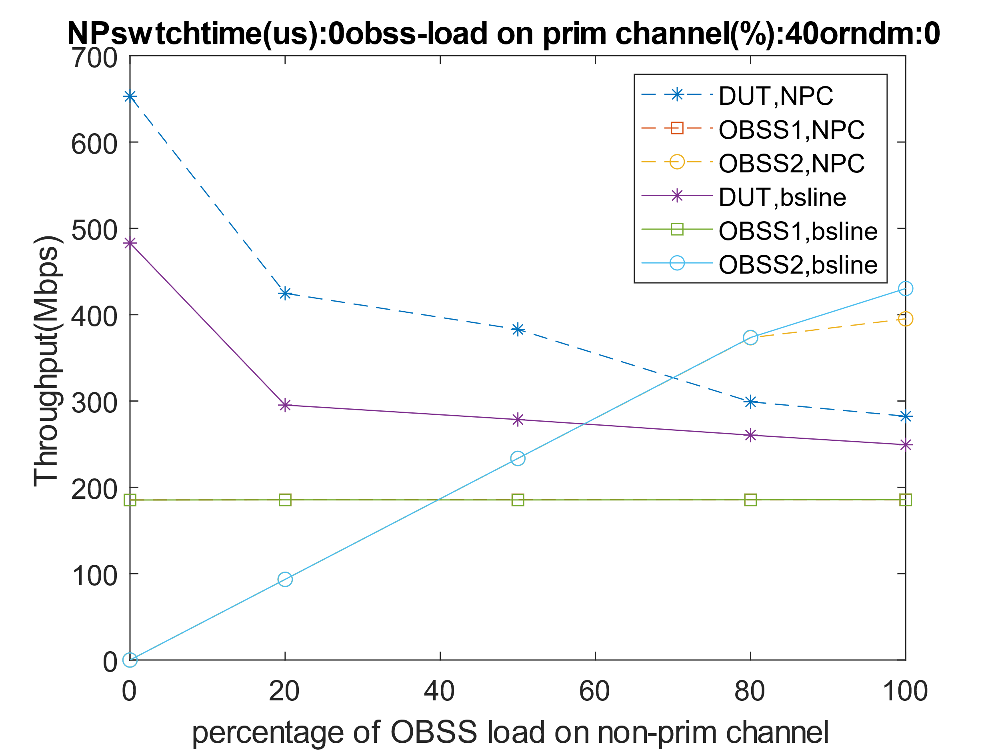 NPswtchtime(us):0obss-load on prim channel(%):40orndm:0
700
600
500
400
300
200
100
0
Throughput(Mbps)
DUT,NPC
OBSS1,NPC
OBSS2,NPC
DUT,bsline
OBSS1,bsline
OBSS2,bsline
0 20 40 60 80 100
percentage of OBSS load on non-prim channel